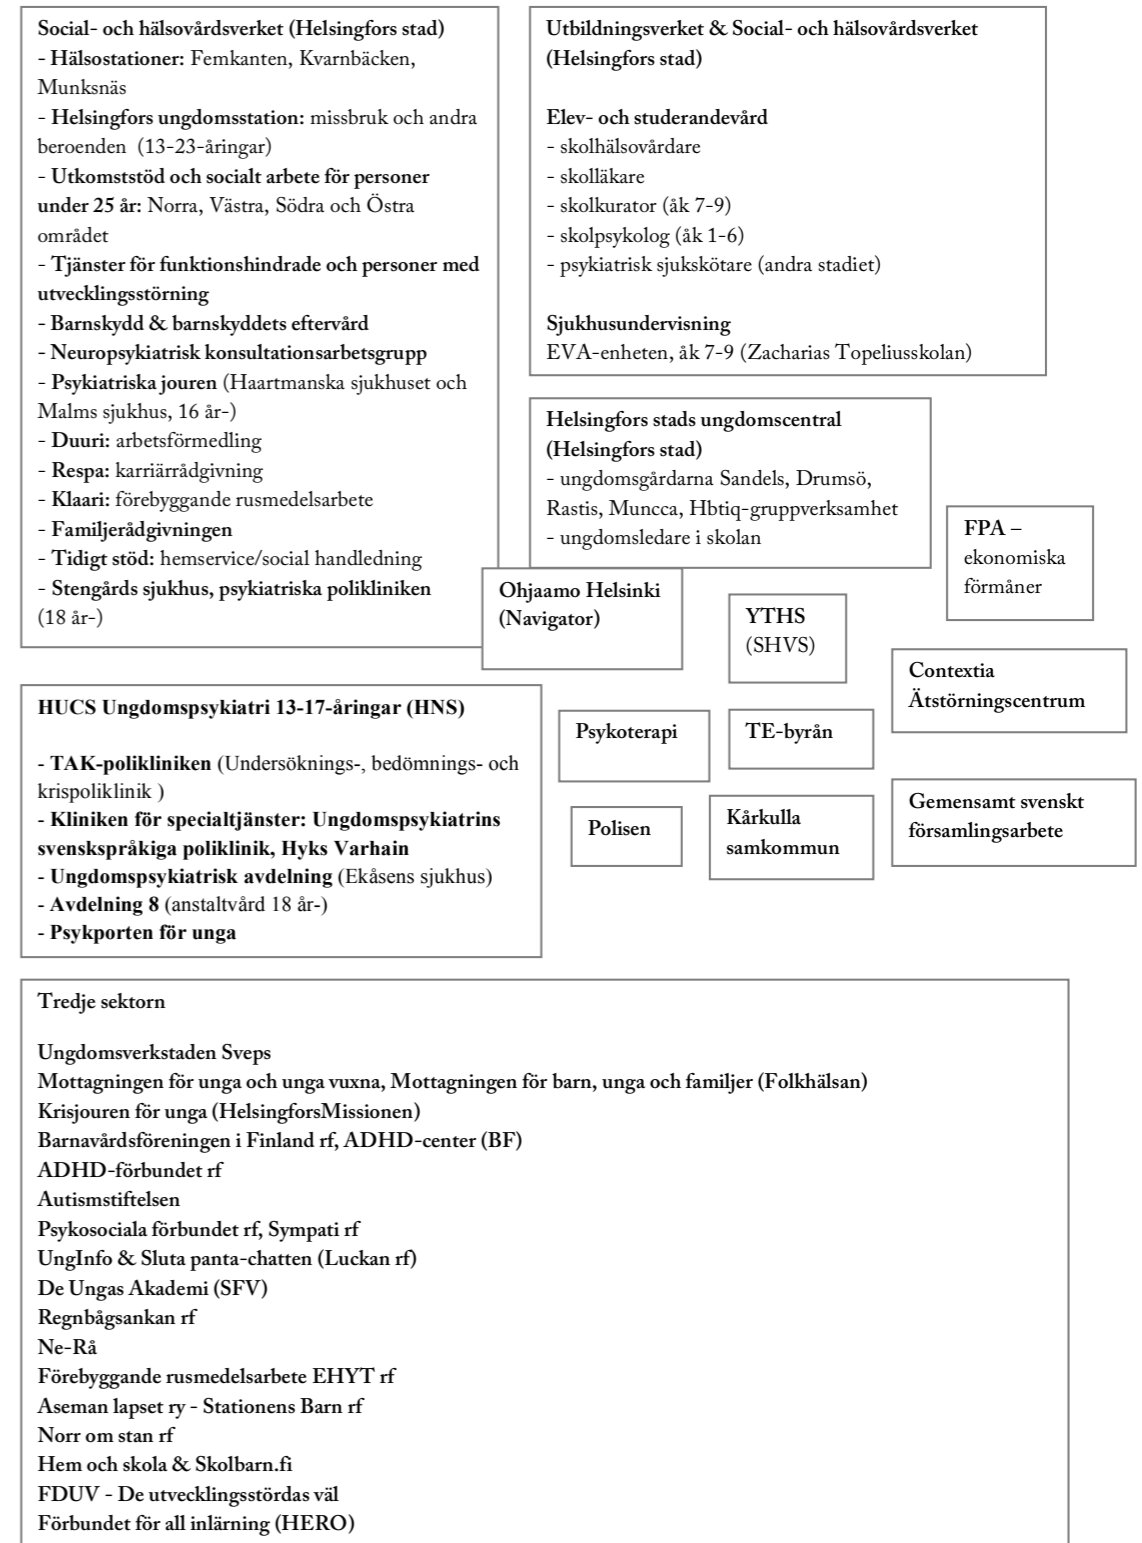 Social- och hälsovårdsverket (Helsingfors stad)
- Hälsostationer: Femkanten, Kvarnbäcken,
Munksnäs
- Helsingfors ungdomsstation: missbruk och andra
beroenden (13-23-åringar)
- Utkomststöd och socialt arbete för personer
under 25 år: Norra, Västra, Södra och Östra
området
- Tjänster för funktionshindrade och personer med
utvecklingsstörning
- Barnskydd & barnskyddets eftervård
- Neuropsykiatrisk konsultationsarbetsgrupp
- Psykiatriska jouren (Haartmanska sjukhuset och
Malms sjukhus, 16 år-)
- Duuri: arbetsförmedling
- Respa: karriärrådgivning
- Klaari: förebyggande rusmedelsarbete
- Familjerådgivningen
- Tidigt stöd: hemservice/social handledning
- Stengårds sjukhus, psykiatriska polikliniken
(18 år-)
Utbildningsverket & Social- och hälsovårdsverket
(Helsingfors stad)
Elev- och studerandevård
- skolhälsovårdare
- skolläkare
- skolkurator (åk 7-9)
- skolpsykolog (åk 1-6)
- psykiatrisk sjukskötare (andra stadiet)
Sjukhusundervisning
EVA-enheten, åk 7-9 (Zacharias Topeliusskolan)
Helsingfors stads ungdomscentral
(Helsingfors stad)
- ungdomsgårdarna Sandels, Drumsö,
Rastis, Muncca, Hbtiq-gruppverksamhet
- ungdomsledare i skolan
FPA –
ekonomiska
förmåner
Ohjaamo Helsinki
(Navigator)
YTHS
(SHVS)
Contextia
Ätstörningscentrum
HUCS Ungdomspsykiatri 13-17-åringar (HNS)
- TAK-polikliniken (Undersöknings-, bedömnings- och
krispoliklinik )
- Kliniken för specialtjänster: Ungdomspsykiatrins
svenskspråkiga poliklinik, Hyks Varhain
- Ungdomspsykiatrisk avdelning (Ekåsens sjukhus)
- Avdelning 8 (anstaltvård 18 år-)
- Psykporten för unga
Psykoterapi
TE-byrån
Polisen
Kårkulla
samkommun
Gemensamt svenskt
församlingsarbete
Tredje sektorn
Ungdomsverkstaden Sveps
Mottagningen för unga och unga vuxna, Mottagningen för barn, unga och familjer (Folkhälsan)
Krisjouren för unga (HelsingforsMissionen)
Barnavårdsföreningen i Finland rf, ADHD-center (BF)
ADHD-förbundet rf
Autismstiftelsen
Psykosociala förbundet rf, Sympati rf
UngInfo & Sluta panta-chatten (Luckan rf)
De Ungas Akademi (SFV)
Regnbågsankan rf
Ne-Rå
Förebyggande rusmedelsarbete EHYT rf
Aseman lapset ry - Stationens Barn rf
Norr om stan rf
Hem och skola & Skolbarn.fi
FDUV - De utvecklingsstördas väl
Förbundet för all inlärning (HERO)